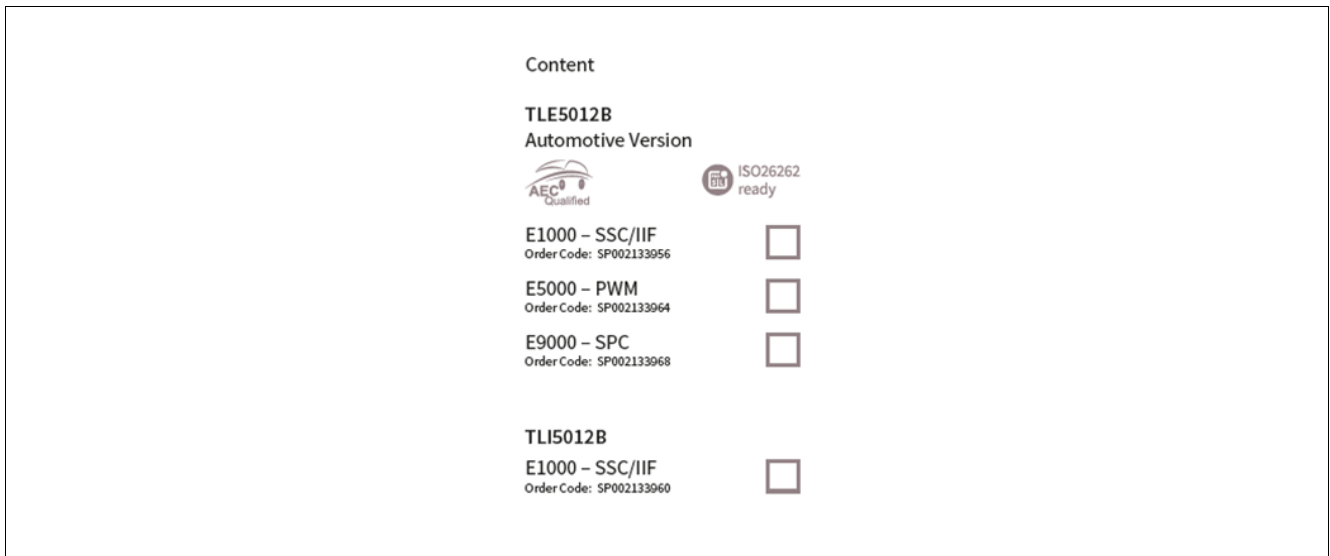 Content
TLE5012B
Automotive Version
AEC
Qualified
ISO26262
ready
E1000 – SSC/IIF
Order Code: SP002133956
E5000 – PWM
Order Code: SP002133964
E9000 – SPC
Order Code: SP002133968
TLI5012B
E1000 – SSC/IIF
Order Code: SP002133960